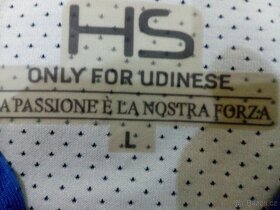 HS
ONLY FOR UDINESE
A PASSIONE È LA NOSTRA FORZA
L